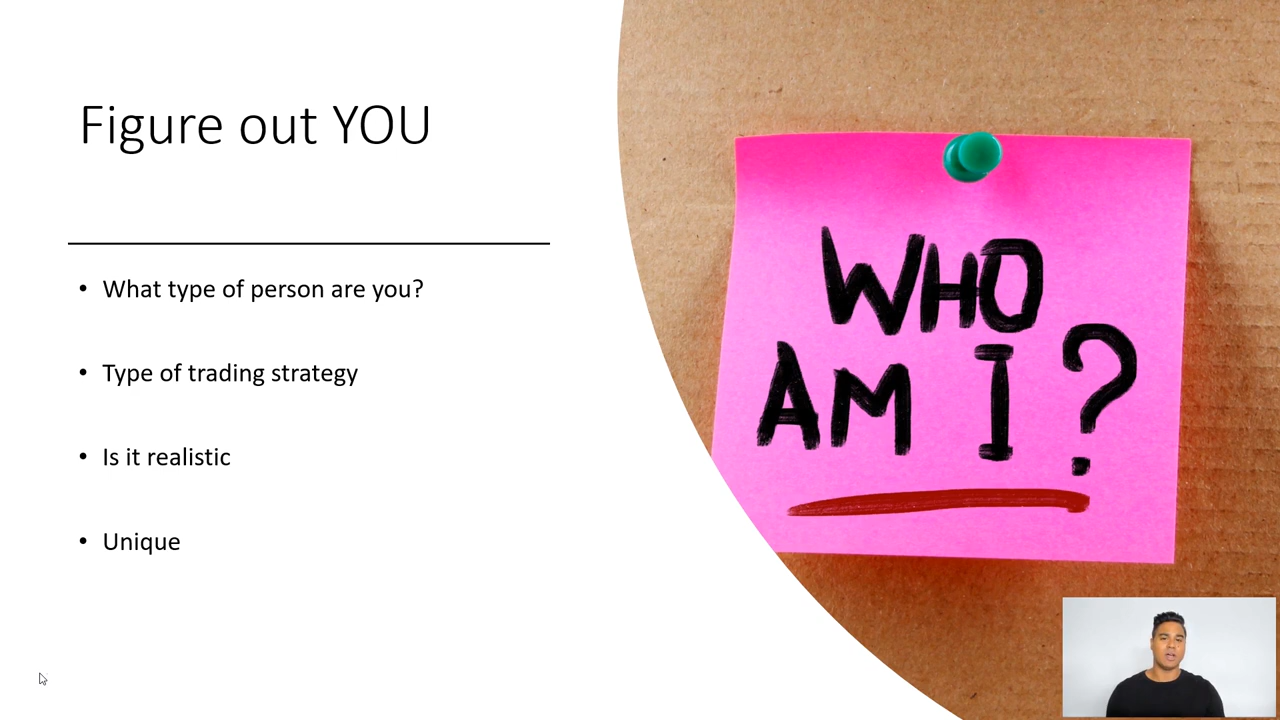 Figure out YOU
• What type of person are you?
• Type of trading strategy
• Is it realistic
• Unique
WHO
AM I?